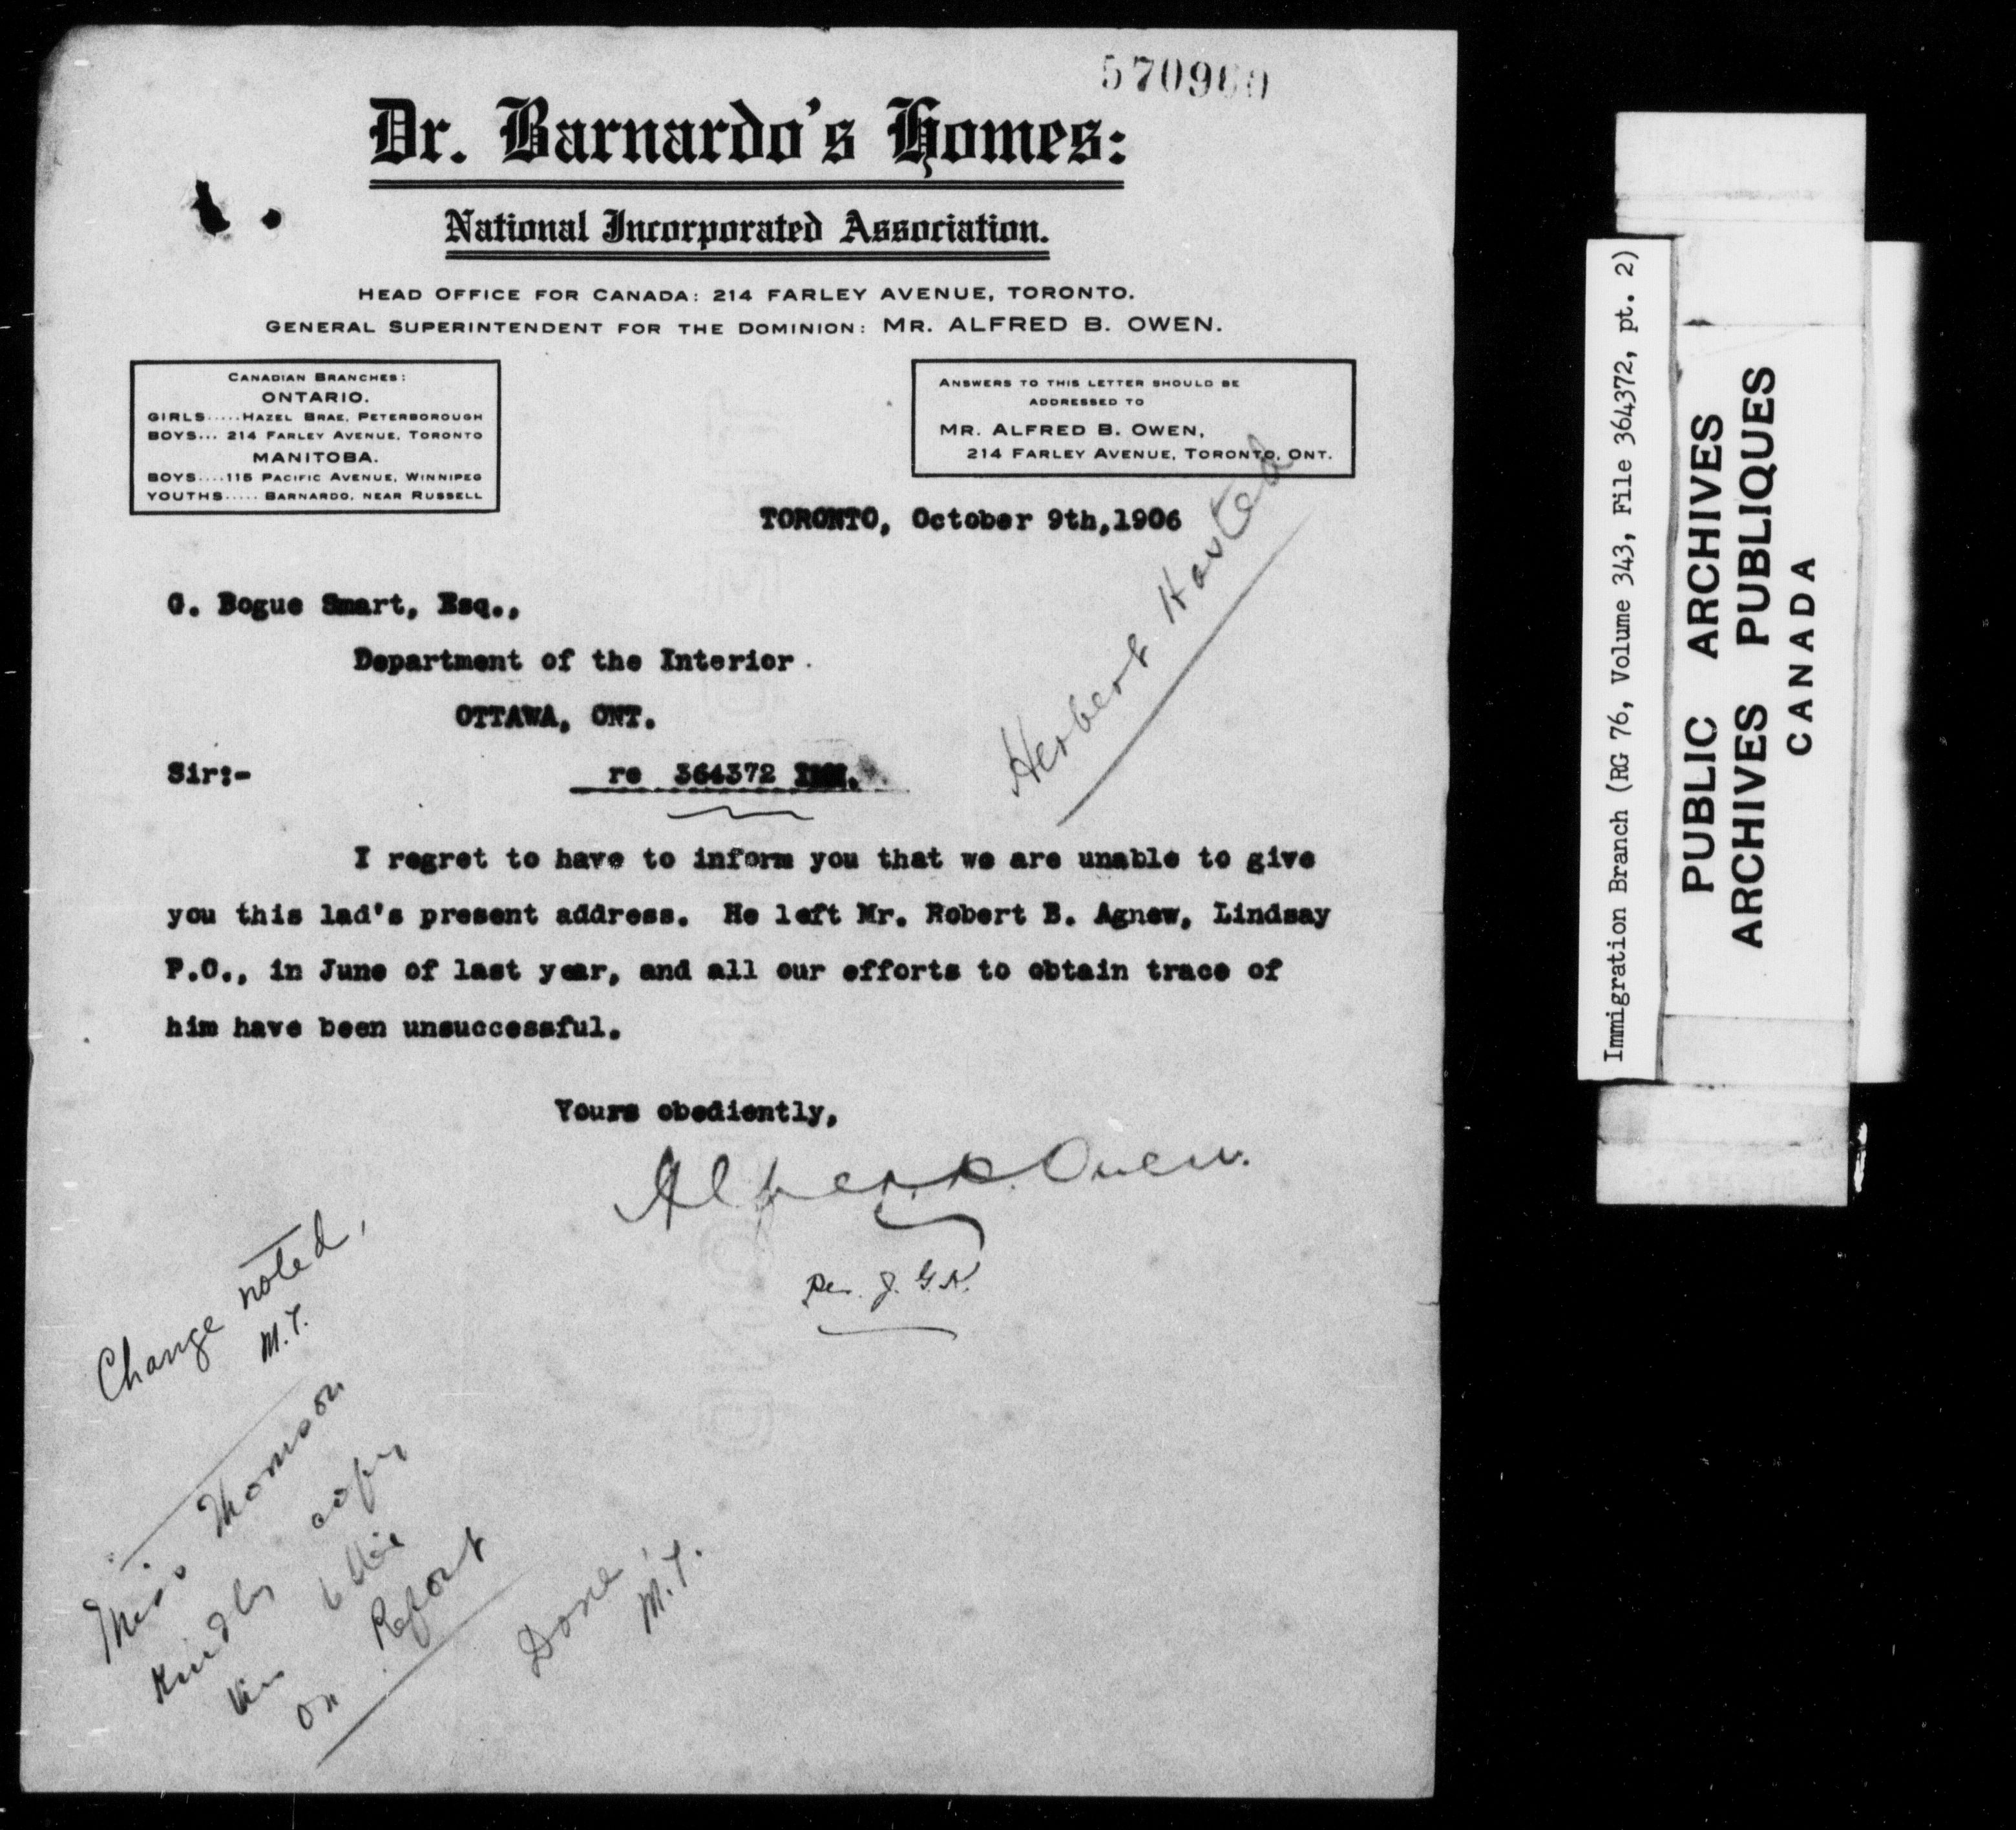 Dr. Barnardo's Homes:
National Incorporated Association.
HEAD OFFICE FOR CANADA: 214 FARLEY AVENUE, TORONTO.
GENERAL SUPERINTENDENT FOR THE DOMINION: MR. ALFRED B. OWEN.
CANADIAN BRANCHES:
ONTARIO.
GIRLS.....HAZEL BRAE, PETERBOROUGH
BOYS... 214 FARLEY AVENUE, TORONTO
MANITOBA.
BOYS....115 PACIFIC AVENUE, WINNIPEG
YOUTHS..... BARNARDO, NEAR RUSSELL
ANSWERS TO THIS LETTER SHOULD BE
ADDRESSED TO
MR. ALFRED B. OWEN,
214 FARLEY AVENUE, TORONTO, ONT.
TORONTO, October 9th,1906
G. Bogue Smart, Esq.,
Department of the Interior.
OTTAWA, ONT.
Herbert
Sir:-
re 364372 IMM.
I regret to have to inform you that we are unable to give
you this lad's present address. He left Mr. Robert B. Agnew, Lindsay
P.O., in June of last year, and all our efforts to obtain trace of
him have been unsuccessful.
Yours obediently,
Alfred B. Owen.
Per. J. G. N.
Change noted,
M.T.
Miss Thomson
Kindly copy
on Report
Done
M.T.
Immigration Branch (RG 76, Volume 343, File 364372, pt. 2)
PUBLIC ARCHIVES
ARCHIVES PUBLIQUES
CANADA